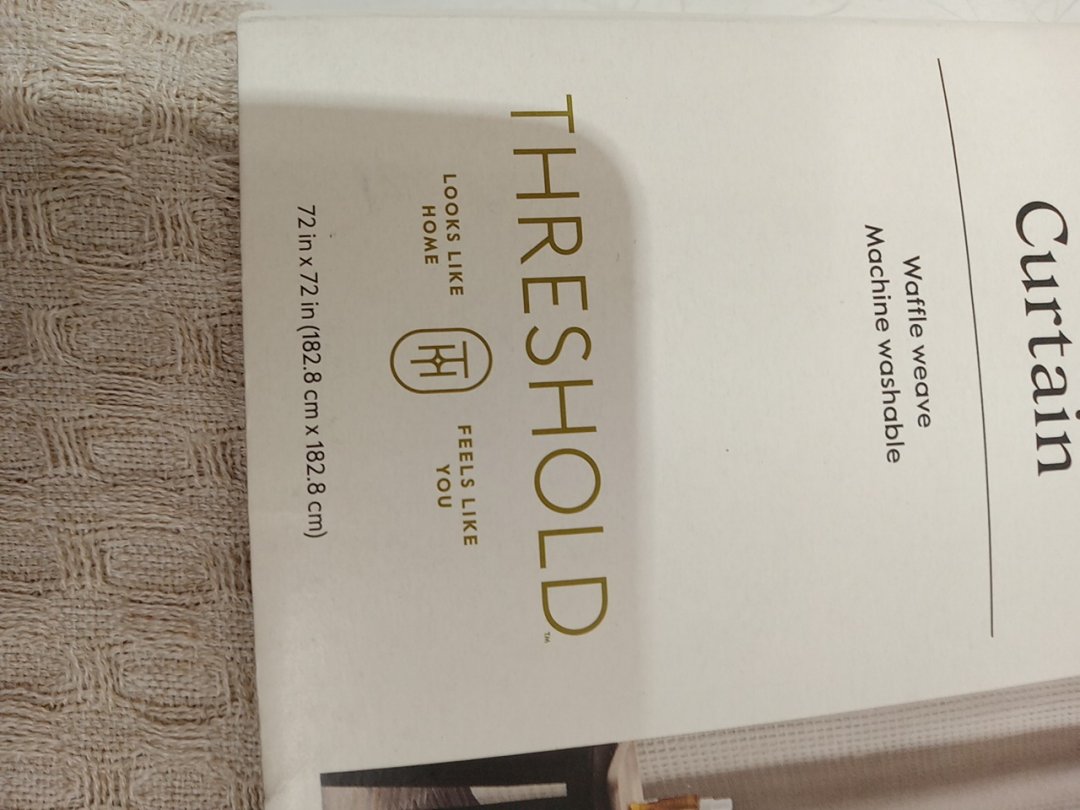 Curtain
Waffle weave
Machine washable
THRESHOLD™
LOOKS LIKE
HOME
FEELS LIKE
YOU
72 in x 72 in (182.8 cm x 182.8 cm)